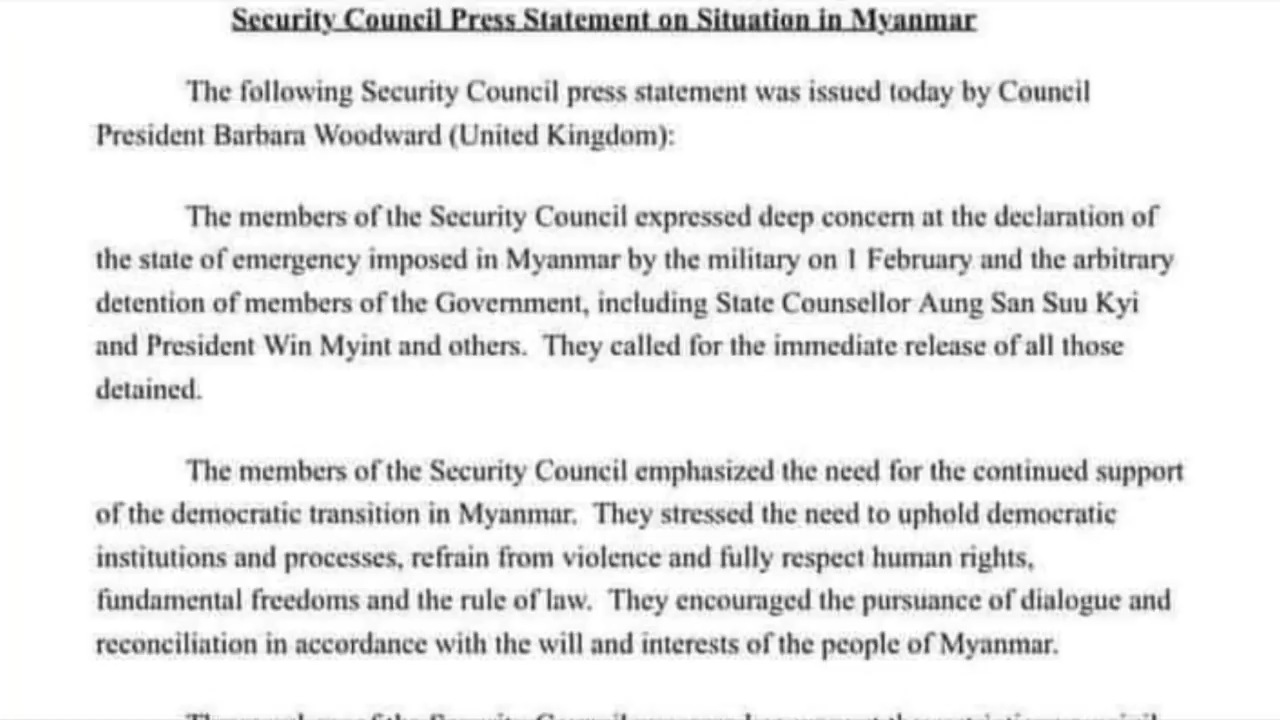 Security Council Press Statement on Situation in Myanmar
The following Security Council press statement was issued today by Council
President Barbara Woodward (United Kingdom):
The members of the Security Council expressed deep concern at the declaration of
the state of emergency imposed in Myanmar by the military on 1 February and the arbitrary
detention of members of the Government, including State Counsellor Aung San Suu Kyi
and President Win Myint and others.  They called for the immediate release of all those
detained.
The members of the Security Council emphasized the need for the continued support
of the democratic transition in Myanmar.  They stressed the need to uphold democratic
institutions and processes, refrain from violence and fully respect human rights,
fundamental freedoms and the rule of law.  They encouraged the pursuance of dialogue and
reconciliation in accordance with the will and interests of the people of Myanmar.